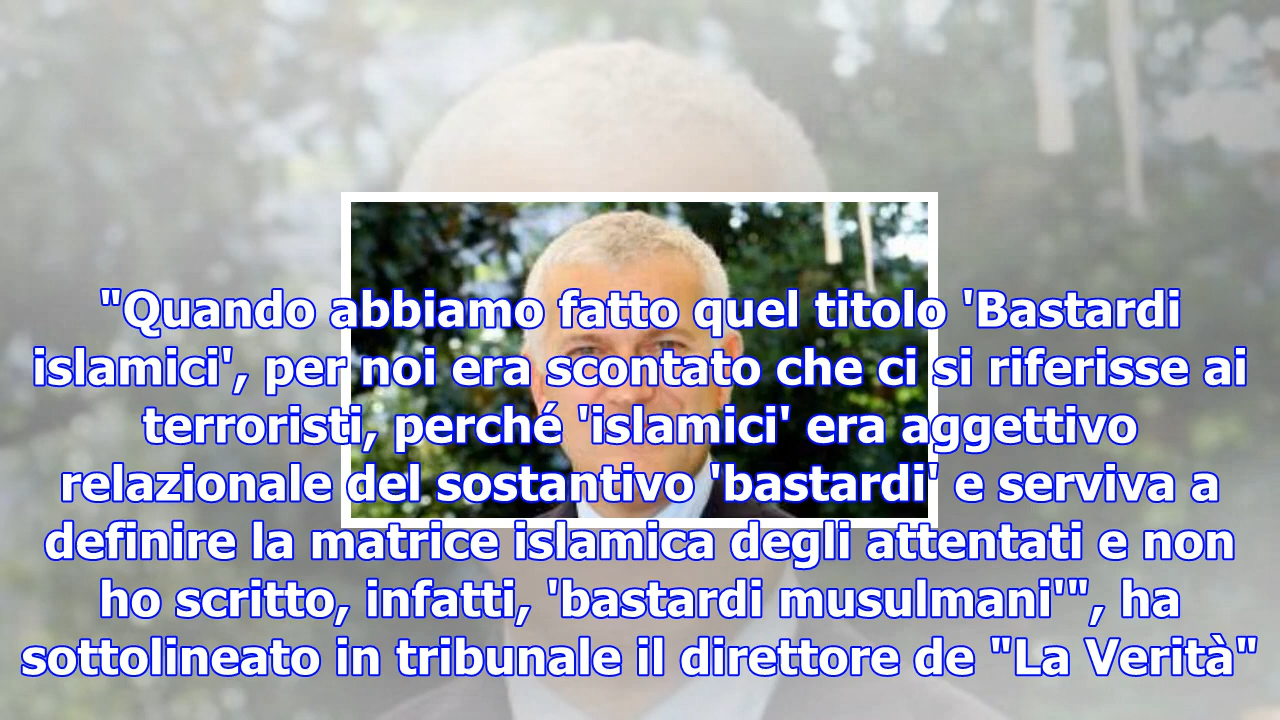 "Quando abbiamo fatto quel titolo 'Bastardi
islamici', per noi era scontato che ci si riferisse ai
terroristi, perché 'islamici' era aggettivo
relazionale del sostantivo 'bastardi' e serviva a
definire la matrice islamica degli attentati e non
ho scritto, infatti, 'bastardi musulmani'", ha
sottolineato in tribunale il direttore de "La Verità"